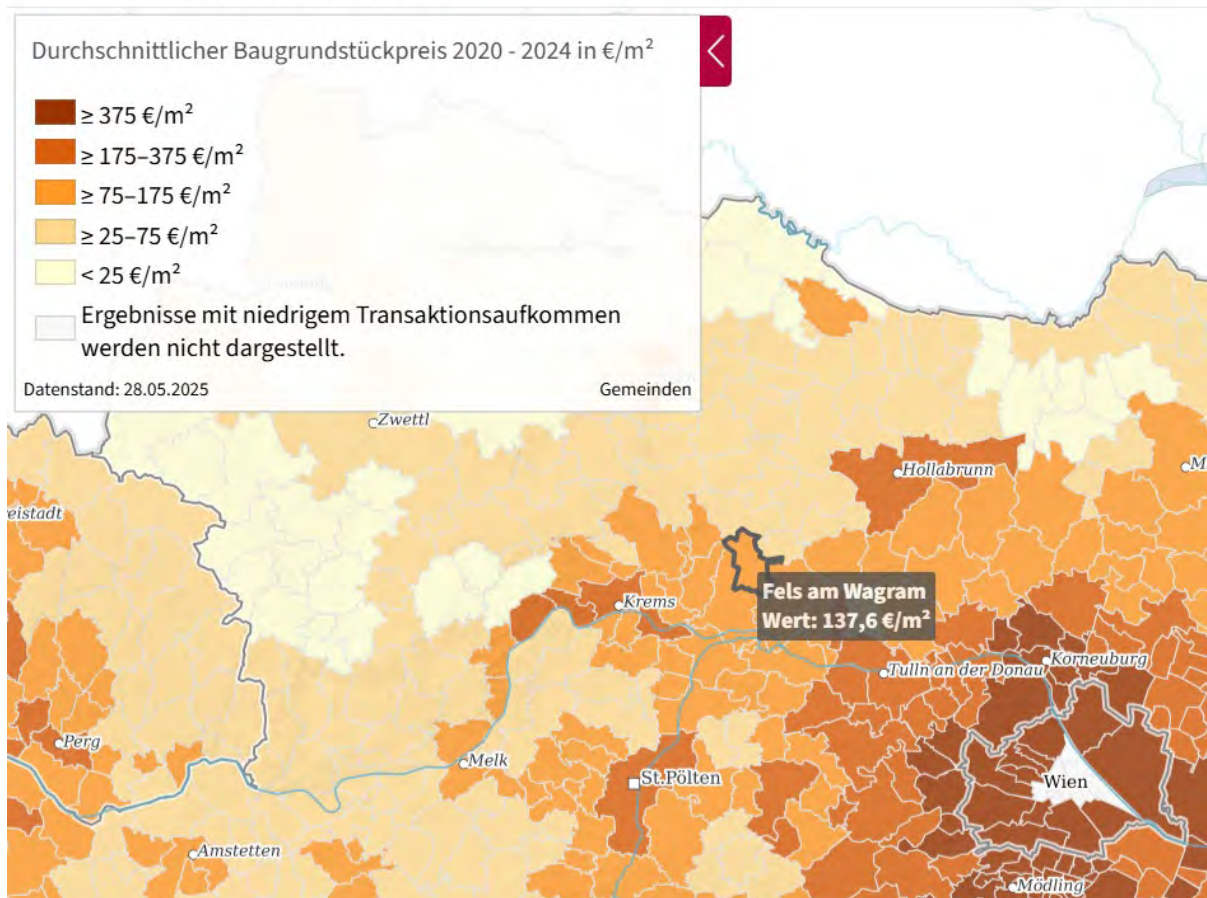 Durchschnittlicher Baugrundstückpreis 2020 - 2024 in €/m²
≥ 375 €/m²
≥ 175–375 €/m²
≥ 75–175 €/m²
≥ 25–75 €/m²
< 25 €/m²
Ergebnisse mit niedrigem Transaktionsaufkommen
werden nicht dargestellt.
Datenstand: 28.05.2025
Gemeinden
Zwettl
Hollabrunn
M
eistadt
Fels am Wagram
Wert: 137,6 €/m²
Krems
Korneuburg
Tulln an der Donau
Perg
Melk
St.Pölten
Wien
Amstetten
Mödling